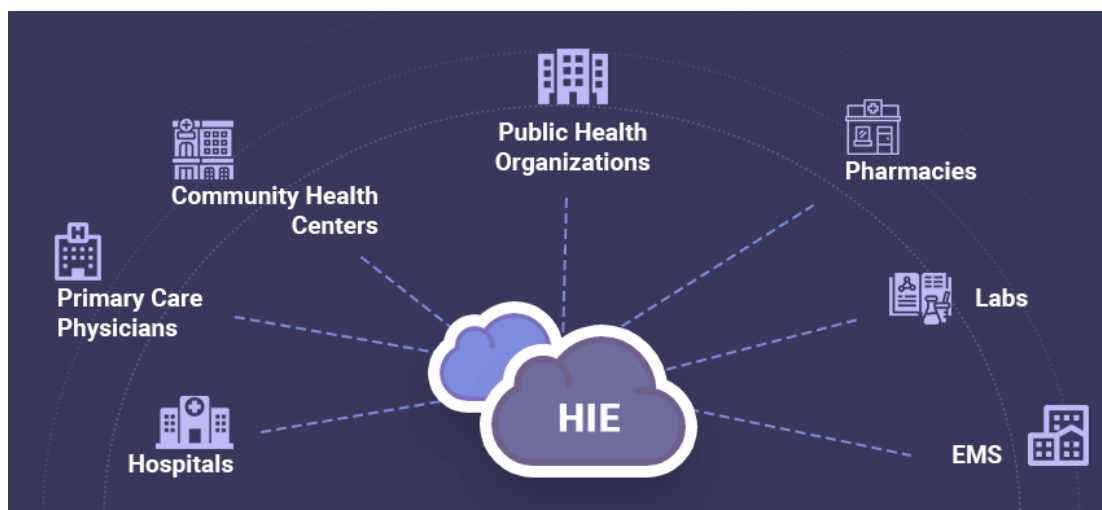 Public Health
Organizations
Pharmacies
Community Health
Centers
Primary Care
Physicians
Labs
HIE
EMS
Hospitals